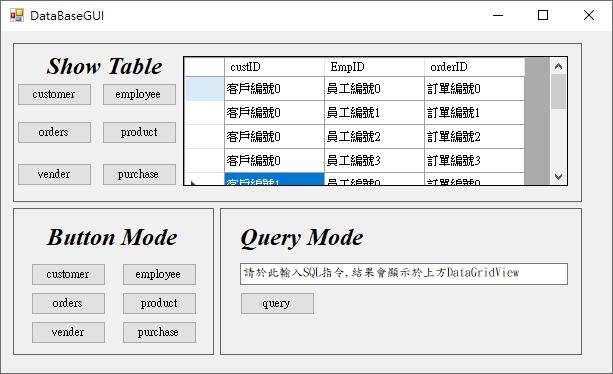 DataBaseGUI
Show Table
customer employee
orders product
vender purchase
custID EmpID orderID
客戶編號0 員工編號0 訂單編號0
客戶編號0 員工編號1 訂單編號1
客戶編號0 員工編號2 訂單編號2
客戶編號0 員工編號3 訂單編號3
客戶編號1 員工編號0 訂單編號0
Button Mode
customer employee
orders product
vender purchase
Query Mode
請於此輸入SQL指令,結果會顯示於上方DataGridView
query